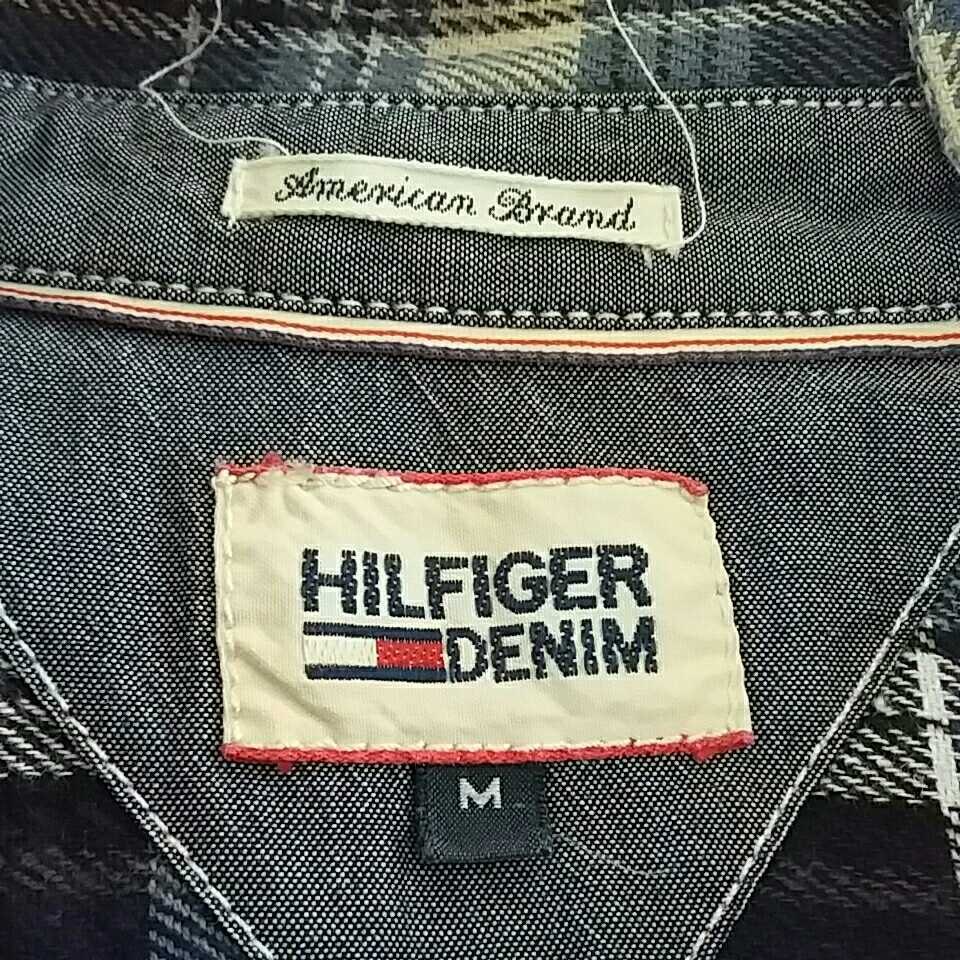 American Brand
HILFIGER
DENIM
M